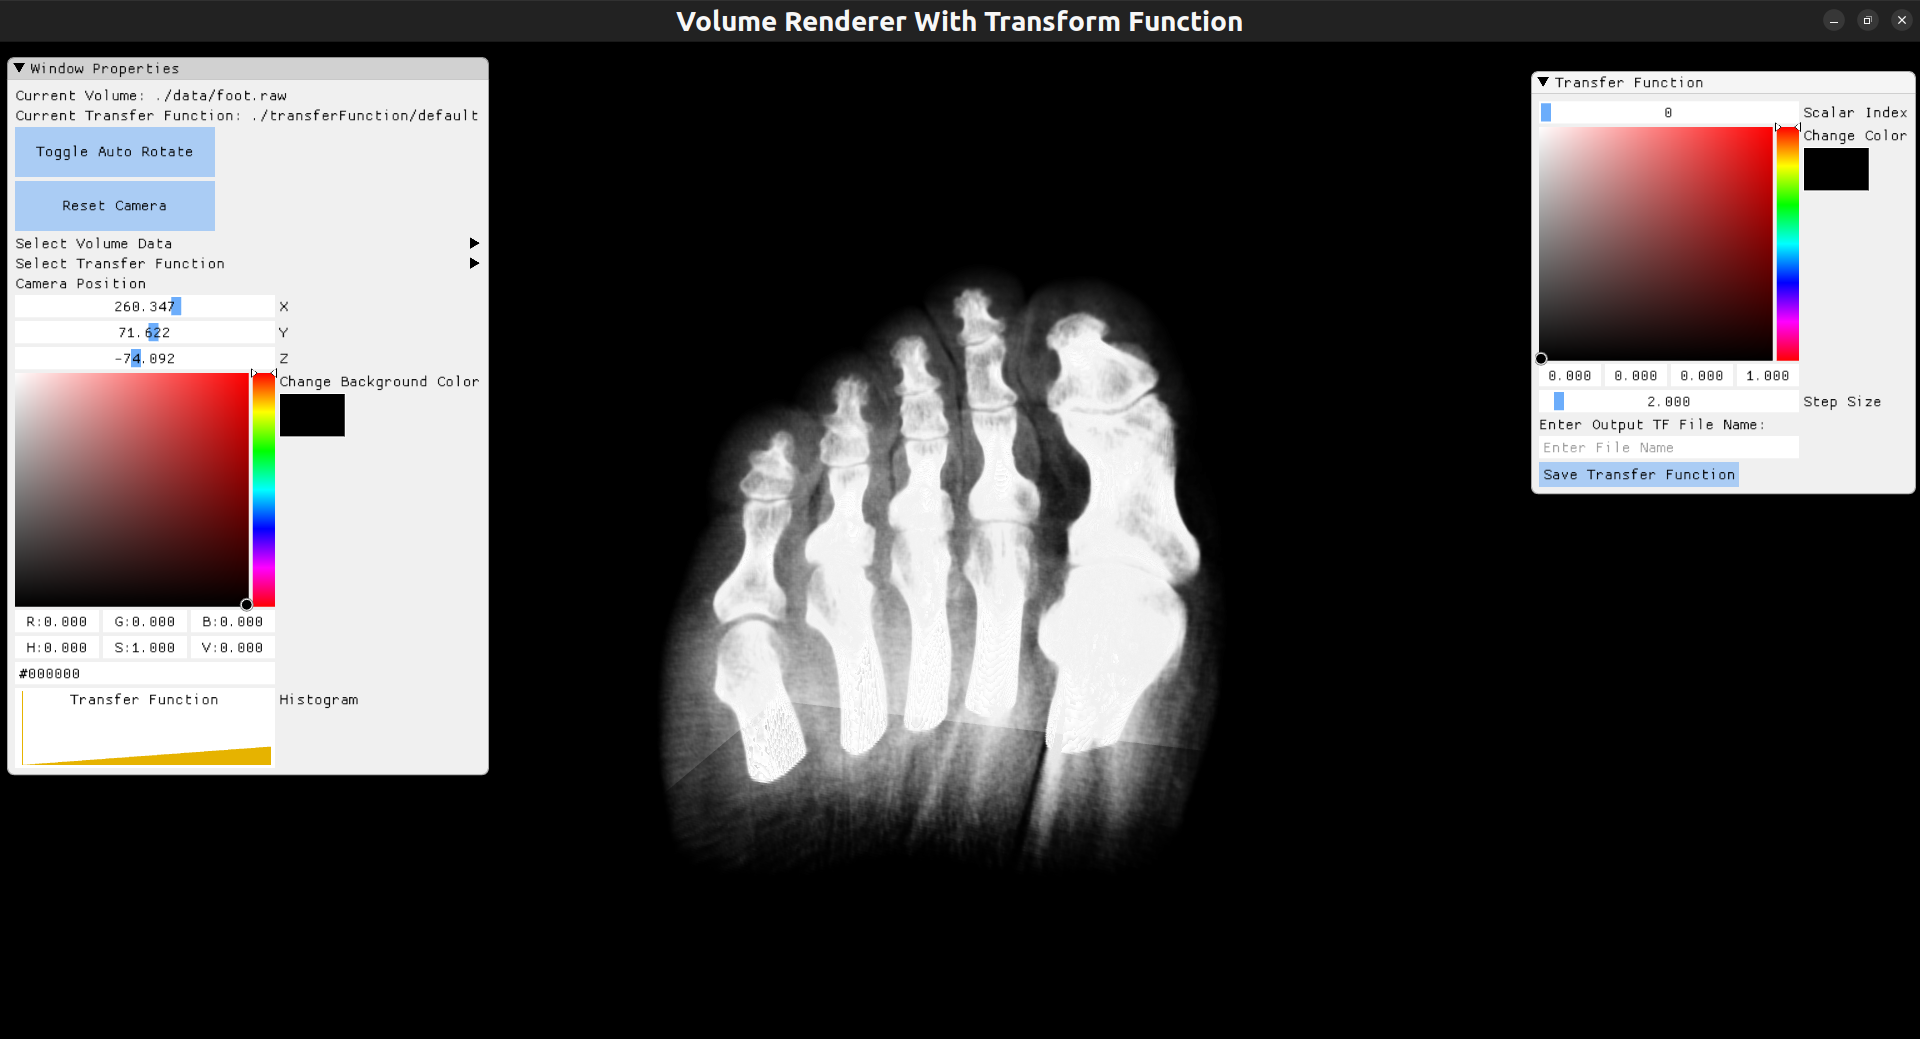 Volume Renderer With Transform Function
Window Properties
Current Volume: ./data/foot.raw
Current Transfer Function: ./transferFunction/default
Toggle Auto Rotate
Reset Camera
Select Volume Data
Select Transfer Function
Camera Position
260.347 X
71.622 Y
-74.092 Z
Change Background Color
R:0.000 G:0.000 B:0.000
H:0.000 S:1.000 V:0.000
#000000
Transfer Function Histogram
Transfer Function
0 Scalar Index
Change Color
0.000 0.000 0.000 1.000
2.000 Step Size
Enter Output TF File Name:
Enter File Name
Save Transfer Function